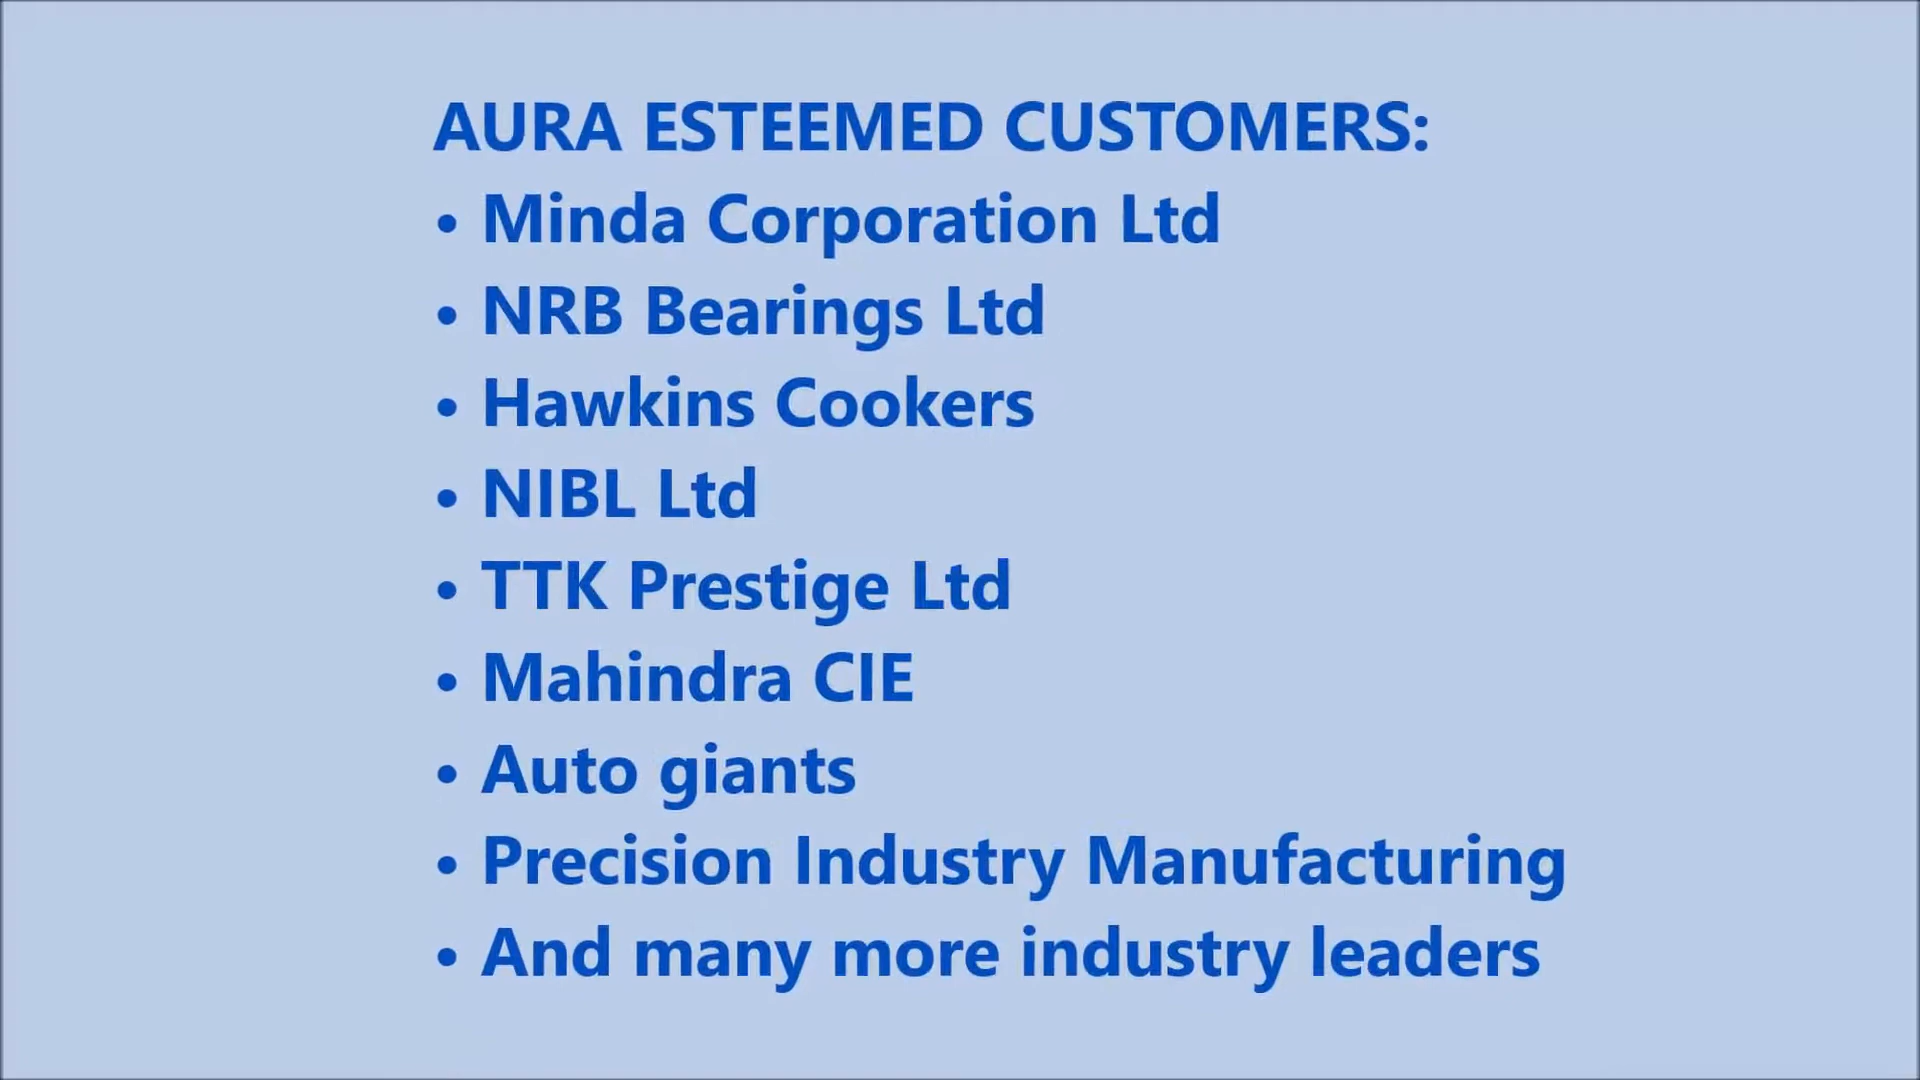 AURA ESTEEMED CUSTOMERS:
• Minda Corporation Ltd
• NRB Bearings Ltd
• Hawkins Cookers
• NIBL Ltd
• TTK Prestige Ltd
• Mahindra CIE
• Auto giants
• Precision Industry Manufacturing
• And many more industry leaders